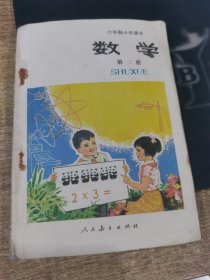 六年制小学课本
数学
第二册
SHUXUE
2×3=
人民教育出版社